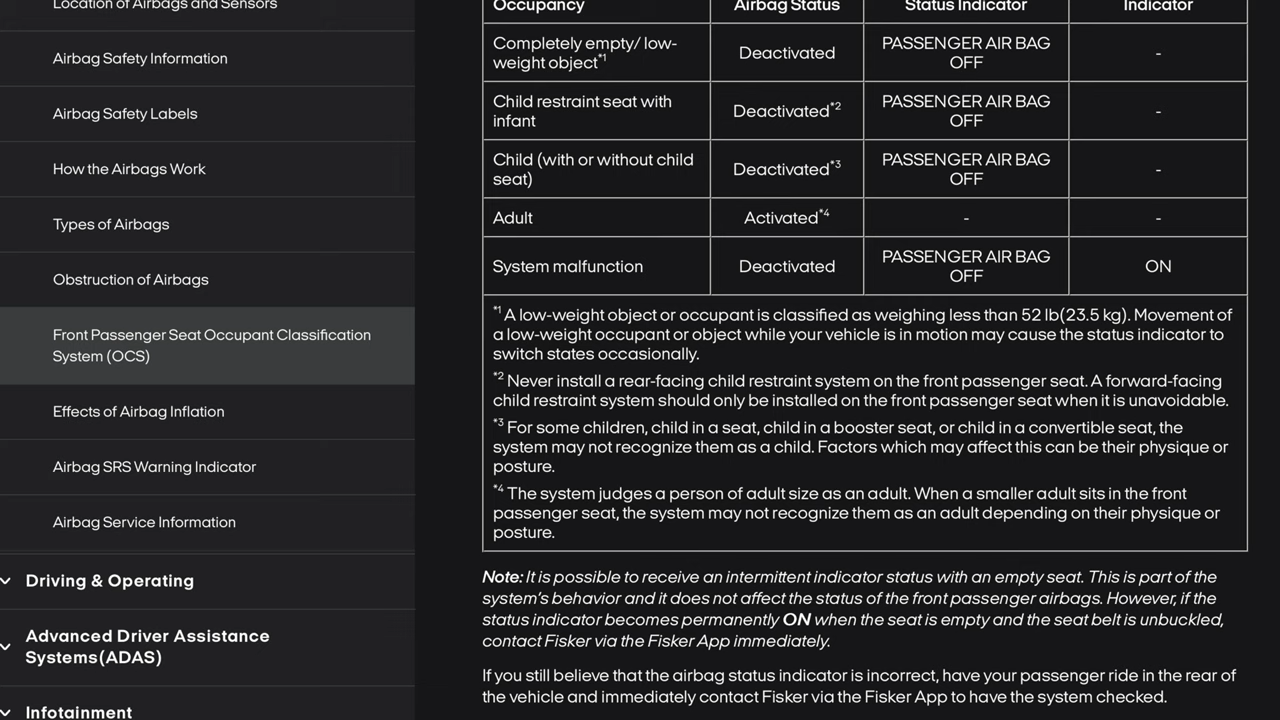 Location of Airbags and Sensors
Airbag Safety Information
Airbag Safety Labels
How the Airbags Work
Types of Airbags
Obstruction of Airbags
Front Passenger Seat Occupant Classification
System (OCS)
Effects of Airbag Inflation
Airbag SRS Warning Indicator
Airbag Service Information
Driving & Operating
Advanced Driver Assistance
Systems(ADAS)
Infotainment
Occupancy Airbag Status Status Indicator Indicator
Completely empty/ low-
weight object*1
Deactivated
PASSENGER AIR BAG
OFF
-
Child restraint seat with
infant
Deactivated*2
PASSENGER AIR BAG
OFF
-
Child (with or without child
seat)
Deactivated*3
PASSENGER AIR BAG
OFF
-
Adult
Activated*4
-
-
System malfunction
Deactivated
PASSENGER AIR BAG
OFF
ON
*1 A low-weight object or occupant is classified as weighing less than 52 lb(23.5 kg). Movement of
a low-weight occupant or object while your vehicle is in motion may cause the status indicator to
switch states occasionally.
*2 Never install a rear-facing child restraint system on the front passenger seat. A forward-facing
child restraint system should only be installed on the front passenger seat when it is unavoidable.
*3 For some children, child in a seat, child in a booster seat, or child in a convertible seat, the
system may not recognize them as a child. Factors which may affect this can be their physique or
posture.
*4 The system judges a person of adult size as an adult. When a smaller adult sits in the front
passenger seat, the system may not recognize them as an adult depending on their physique or
posture.
Note: It is possible to receive an intermittent indicator status with an empty seat. This is part of the
system's behavior and it does not affect the status of the front passenger airbags. However, if the
status indicator becomes permanently ON when the seat is empty and the seat belt is unbuckled,
contact Fisker via the Fisker App immediately.
If you still believe that the airbag status indicator is incorrect, have your passenger ride in the rear of
the vehicle and immediately contact Fisker via the Fisker App to have the system checked.